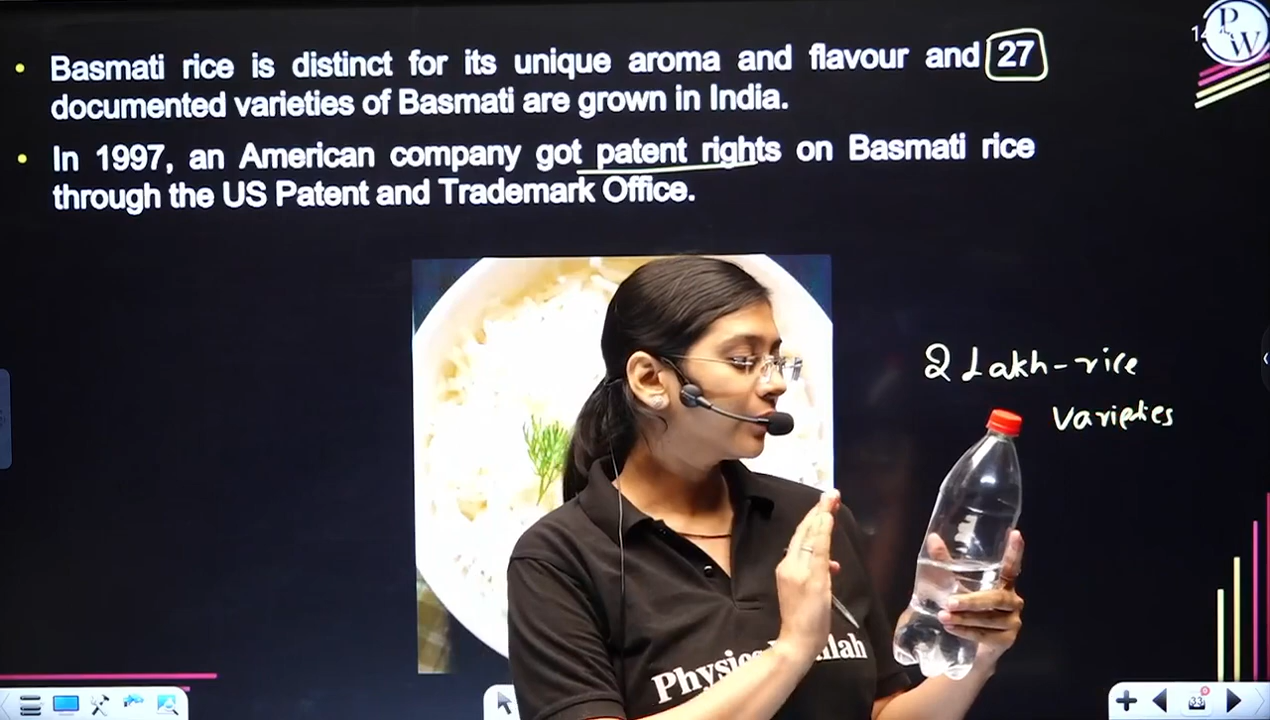 Basmati rice is distinct for its unique aroma and flavour and 27
documented varieties of Basmati are grown in India.
In 1997, an American company got patent rights on Basmati rice
through the US Patent and Trademark Office.
2 Lakh-rice
Varieties
PW
Physics
33